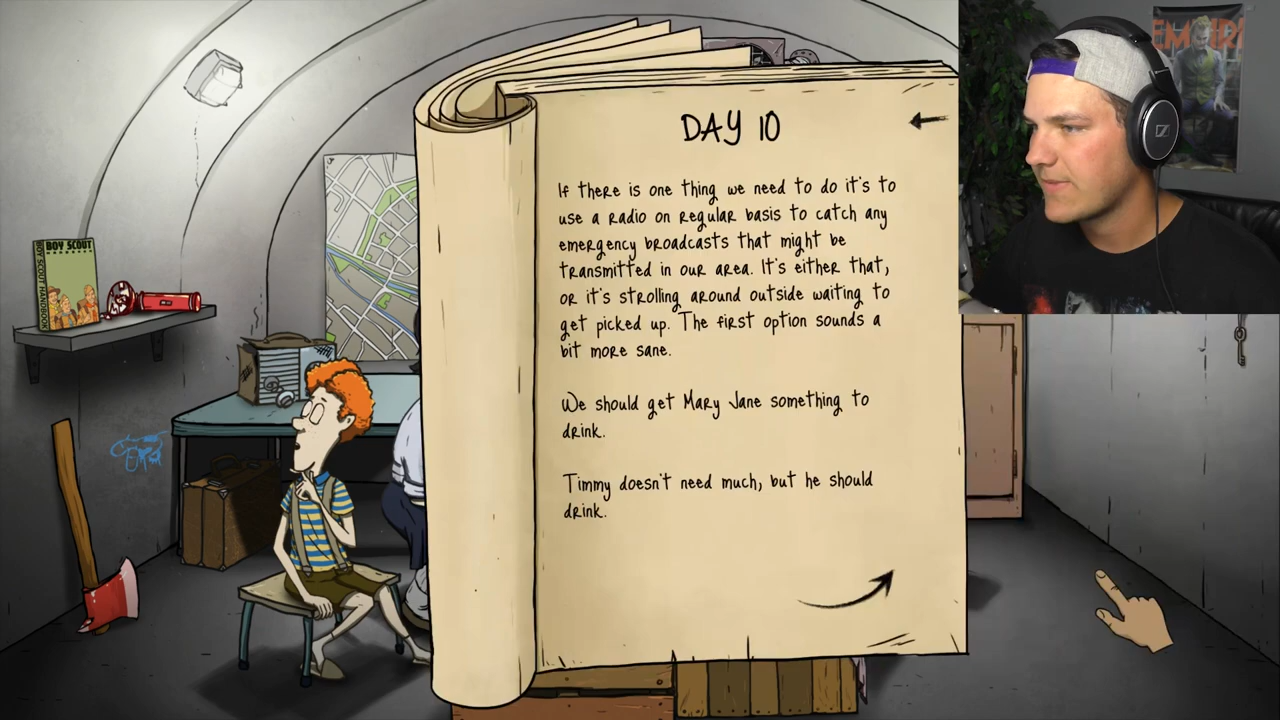 EMPIRE
DAY 10
If there is one thing we need to do it's to
use a radio on regular basis to catch any
emergency broadcasts that might be
transmitted in our area. It's either that,
or it's strolling around outside waiting to
get picked up. The first option sounds a
bit more sane.
We should get Mary Jane something to
drink.
Timmy doesn't need much, but he should
drink.
BOY SCOUT
BOY SCOUT HANDBOOK